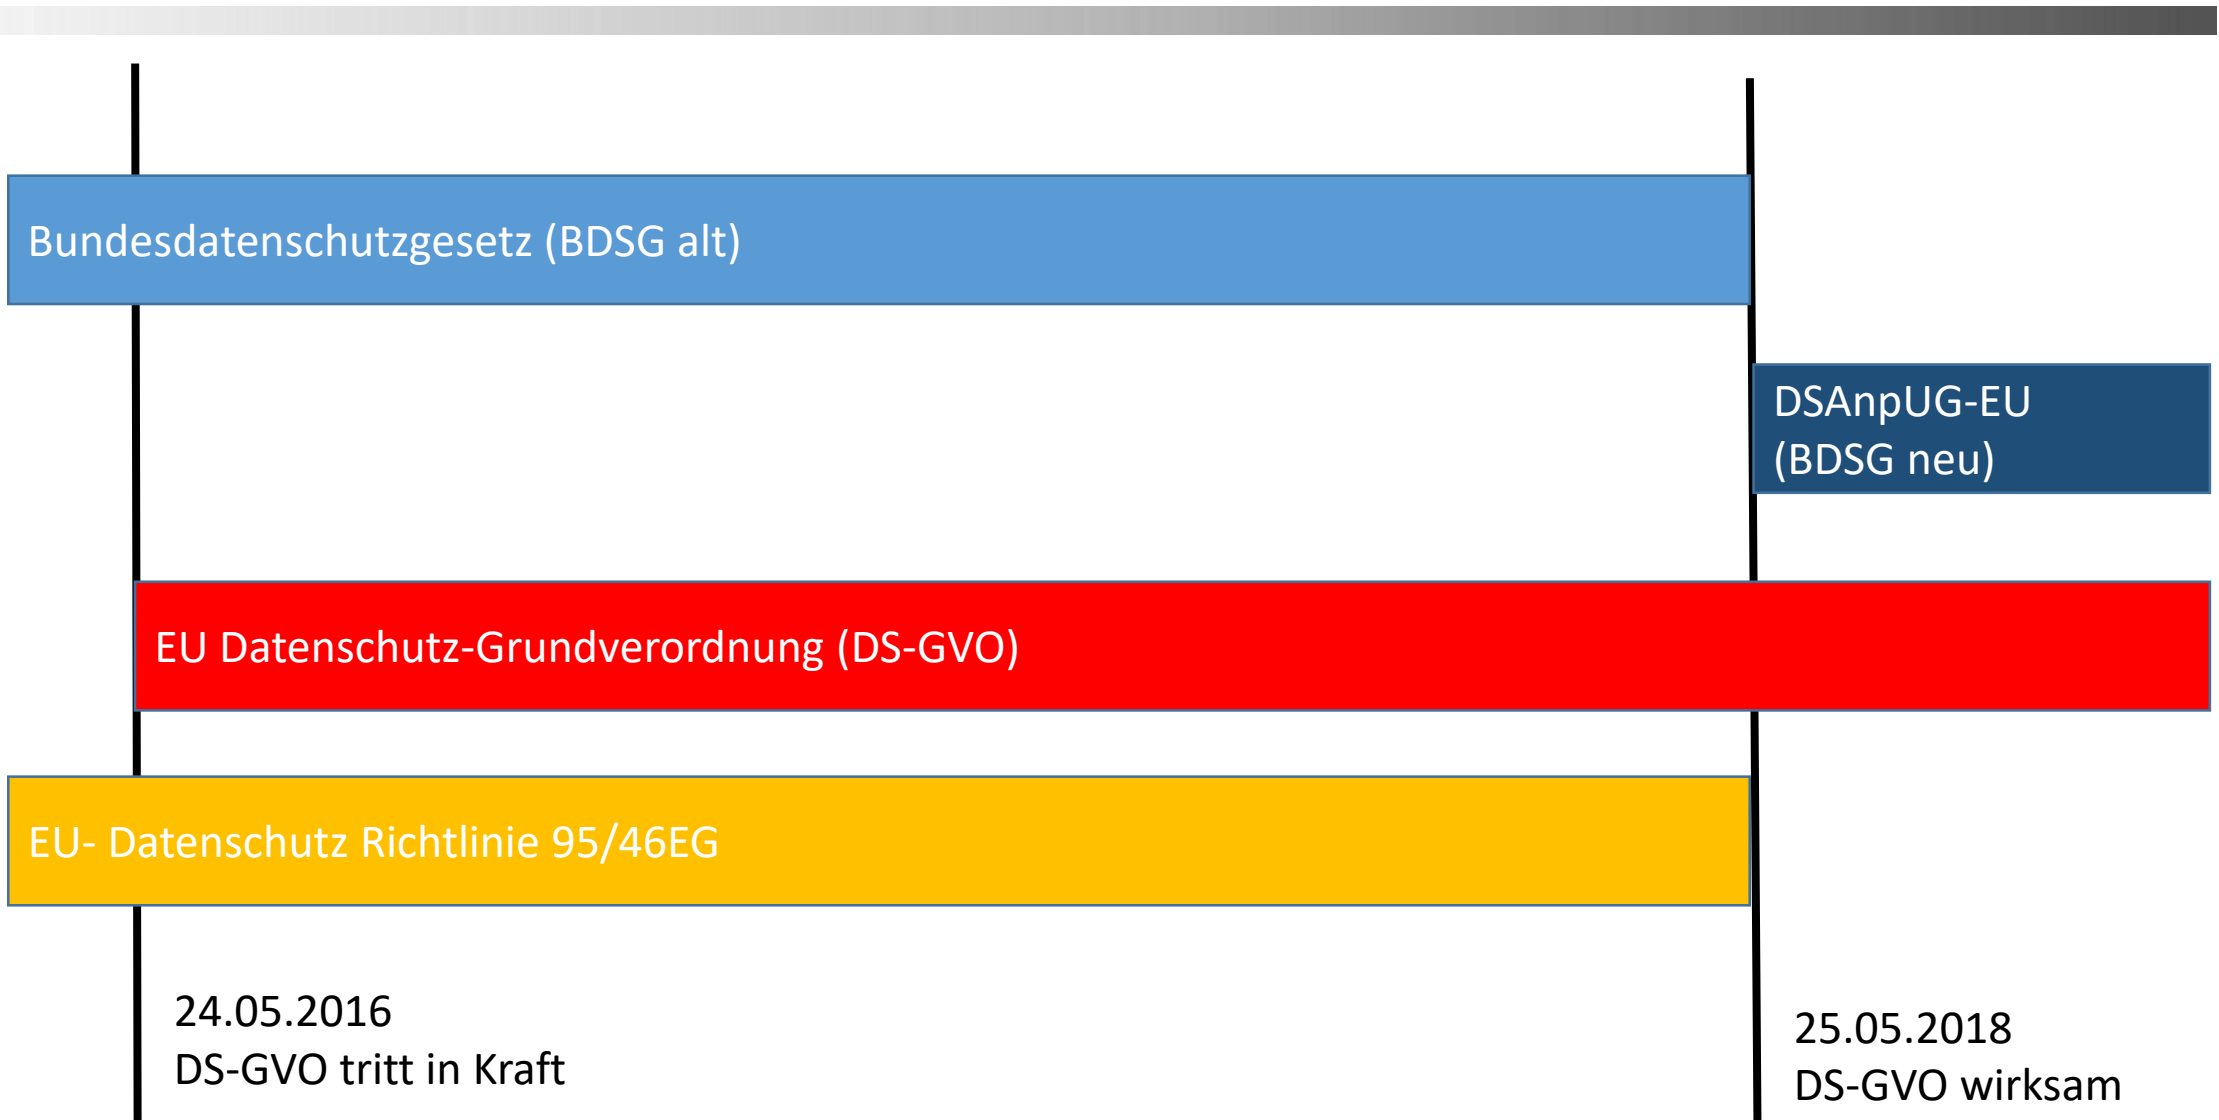 Bundesdatenschutzgesetz (BDSG alt)
DSAnpUG-EU
(BDSG neu)
EU Datenschutz-Grundverordnung (DS-GVO)
EU- Datenschutz Richtlinie 95/46EG
24.05.2016
DS-GVO tritt in Kraft
25.05.2018
DS-GVO wirksam